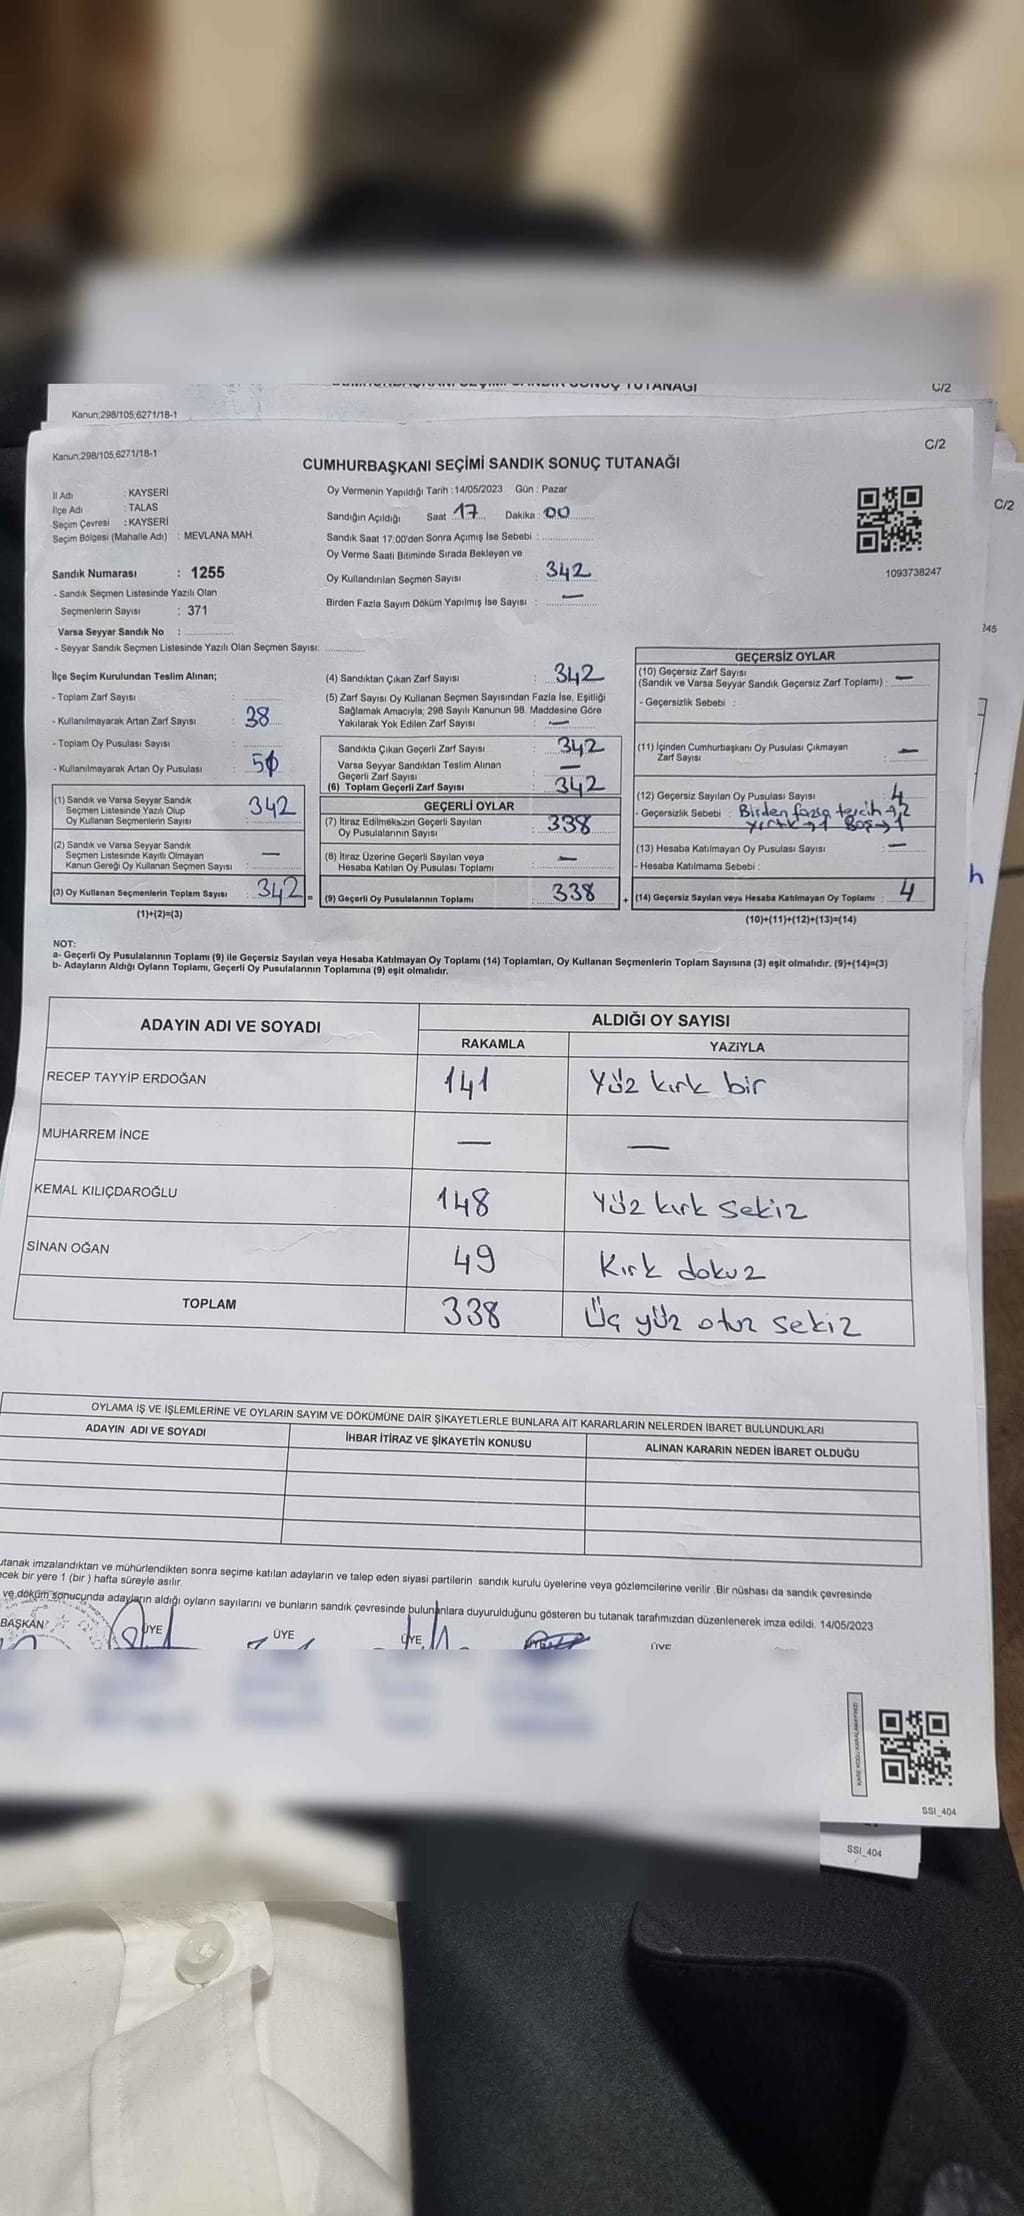 TUTANAĞI
C/2
Kanun;298/105,6271/18-1
Kanun;298/105,6271/18-1
C/2
C/2
CUMHURBAŞKANI SEÇİMİ SANDIK SONUÇ TUTANAĞI
İl Adı : KAYSERİ
İlçe Adı : TALAS
Seçim Çevresi : KAYSERİ
Seçim Bölgesi (Mahalle Adı) : MEVLANA MAH.
Oy Vermenin Yapıldığı Tarih : 14/05/2023 Gün : Pazar
Sandığın Açıldığı Saat 17 Dakika : 00
Sandık Saat 17:00'den Sonra Açımış İse Sebebi :
Oy Verme Saati Bitiminde Sırada Bekleyen ve
Oy Kullandırılan Seçmen Sayısı : 342
Birden Fazla Sayım Döküm Yapılmış İse Sayısı : —
1093738247
245
Sandık Numarası : 1255
- Sandık Seçmen Listesinde Yazılı Olan
Seçmenlerin Sayısı : 371
Varsa Seyyar Sandık No :
- Seyyar Sandık Seçmen Listesinde Yazılı Olan Seçmen Sayısı:
İlçe Seçim Kurulundan Teslim Alınan;
- Toplam Zarf Sayısı :
- Kullanılmayarak Artan Zarf Sayısı : 38
- Toplam Oy Pusulası Sayısı :
- Kullanılmayarak Artan Oy Pusulası :
(1) Sandık ve Varsa Seyyar Sandık
Seçmen Listesinde Yazılı Olup
Oy Kullanan Seçmenlerin Sayısı : 342
(2) Sandık ve Varsa Seyyar Sandık
Seçmen Listesinde Kayıtlı Olmayan
Kanun Gereği Oy Kullanan Seçmen Sayısı : —
(3) Oy Kullanan Seçmenlerin Toplam Sayısı : 342 =
(1)+(2)=(3)
(4) Sandıktan Çıkan Zarf Sayısı : 342
(5) Zarf Sayısı Oy Kullanan Seçmen Sayısından Fazla İse, Eşitliği
Sağlamak Amacıyla; 298 Sayılı Kanunun 98. Maddesine Göre
Yakılarak Yok Edilen Zarf Sayısı : —
Sandıkta Çıkan Geçerli Zarf Sayısı : 342
Varsa Seyyar Sandıktan Teslim Alınan
Geçerli Zarf Sayısı : —
(6) Toplam Geçerli Zarf Sayısı : 342
GEÇERLİ OYLAR
(7) İtiraz Edilmeksizin Geçerli Sayılan
Oy Pusulalarının Sayısı : 338
(8) İtiraz Üzerine Geçerli Sayılan veya
Hesaba Katılan Oy Pusulası Toplamı : —
(9) Geçerli Oy Pusulalarının Toplamı : 338 +
GEÇERSİZ OYLAR
(10) Geçersiz Zarf Sayısı
(Sandık ve Varsa Seyyar Sandık Geçersiz Zarf Toplamı) : —
- Geçersizlik Sebebi :
(11) İçinden Cumhurbaşkanı Oy Pusulası Çıkmayan
Zarf Sayısı : —
(12) Geçersiz Sayılan Oy Pusulası Sayısı : 4
- Geçersizlik Sebebi : Birden fazla tercih → 2
Yırtık → 1 Boş → 1
(13) Hesaba Katılmayan Oy Pusulası Sayısı : —
- Hesaba Katılmama Sebebi :
(14) Geçersiz Sayılan veya Hesaba Katılmayan Oy Toplamı : 4
(10)+(11)+(12)+(13)=(14)
NOT:
a- Geçerli Oy Pusulalarının Toplamı (9) ile Geçersiz Sayılan veya Hesaba Katılmayan Oy Toplamı (14) Toplamları, Oy Kullanan Seçmenlerin Toplam Sayısına (3) eşit olmalıdır. (9)+(14)=(3)
b- Adayların Aldığı Oyların Toplamı, Geçerli Oy Pusulalarının Toplamına (9) eşit olmalıdır.
ADAYIN ADI VE SOYADI ALDIĞI OY SAYISI
RAKAMLA YAZIYLA
RECEP TAYYİP ERDOĞAN 141 Yüz kırk bir
MUHARREM İNCE — —
KEMAL KILIÇDAROĞLU 148 Yüz kırk sekiz
SİNAN OĞAN 49 Kırk dokuz
TOPLAM 338 Üç yüz otuz sekiz
OYLAMA İŞ VE İŞLEMLERİNE VE OYLARIN SAYIM VE DÖKÜMÜNE DAİR ŞİKAYETLERLE BUNLARA AİT KARARLARIN NELERDEN İBARET BULUNDUKLARI
ADAYIN ADI VE SOYADI İHBAR İTİRAZ VE ŞİKAYETİN KONUSU ALINAN KARARIN NEDEN İBARET OLDUĞU
utanak imzalandıktan ve mühürlendikten sonra seçime katılan adayların ve talep eden siyasi partilerin sandık kurulu üyelerine veya gözlemcilerine verilir .Bir nüshası da sandık çevresinde
ecek bir yere 1 (bir ) hafta süreyle asılır.
ve döküm sonucunda adayların aldığı oyların sayılarını ve bunların sandık çevresinde bulunanlara duyurulduğunu gösteren bu tutanak tarafımızdan düzenlenerek imza edildi. 14/05/2023
BAŞKAN ÜYE ÜYE ÜYE ÜYE ÜYE
SSI_404
SSI_404